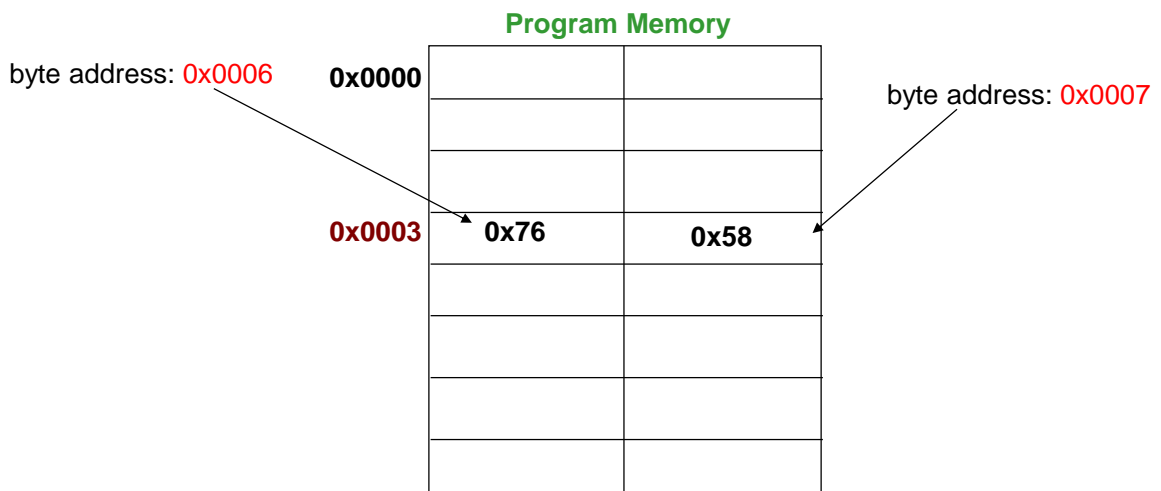 Program Memory
byte address: 0x0006
0x0000
byte address: 0x0007
0x0003
0x76
0x58